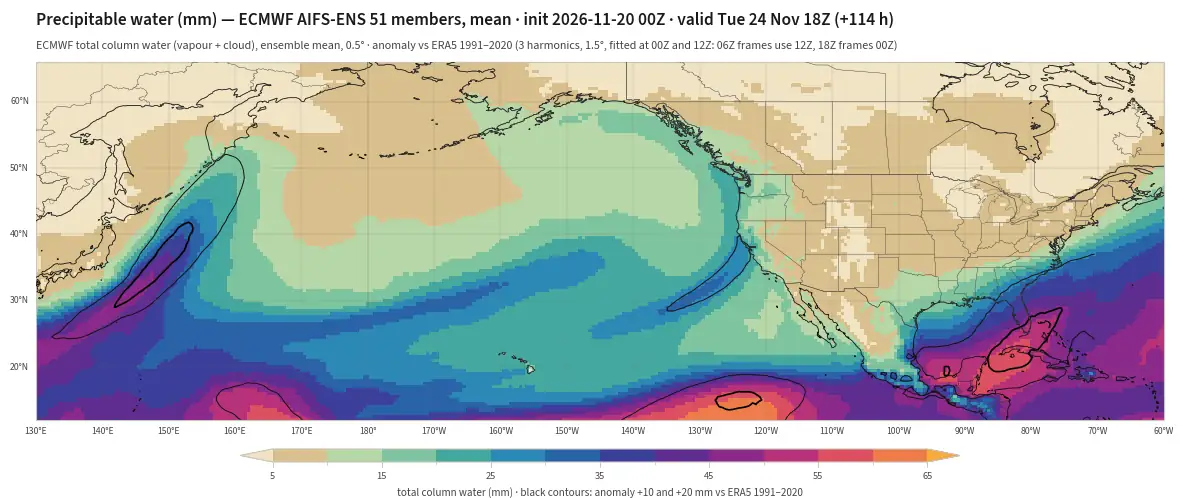 Precipitable water (mm) — ECMWF AIFS-ENS 51 members, mean · init 2026-11-20 00Z · valid Tue 24 Nov 18Z (+114 h)
ECMWF total column water (vapour + cloud), ensemble mean, 0.5° · anomaly vs ERA5 1991–2020 (3 harmonics, 1.5°, fitted at 00Z and 12Z: 06Z frames use 12Z, 18Z frames 00Z)
60°N
50°N
40°N
30°N
20°N
130°E 140°E 150°E 160°E 170°E 180° 170°W 160°W 150°W 140°W 130°W 120°W 110°W 100°W 90°W 80°W 70°W 60°W
5 15 25 35 45 55 65
total column water (mm) · black contours: anomaly +10 and +20 mm vs ERA5 1991–2020